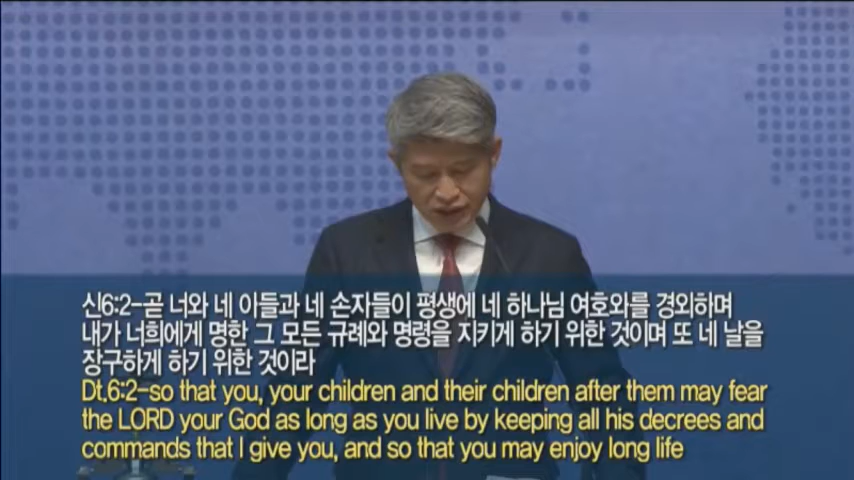 신6:2-곧 너와 네 아들과 네 손자들이 평생에 네 하나님 여호와를 경외하며
내가 너희에게 명한 그 모든 규례와 명령을 지키게 하기 위한 것이며 또 네 날을
장구하게 하기 위한 것이라
Dt.6:2-so that you, your children and their children after them may fear
the LORD your God as long as you live by keeping all his decrees and
commands that I give you, and so that you may enjoy long life